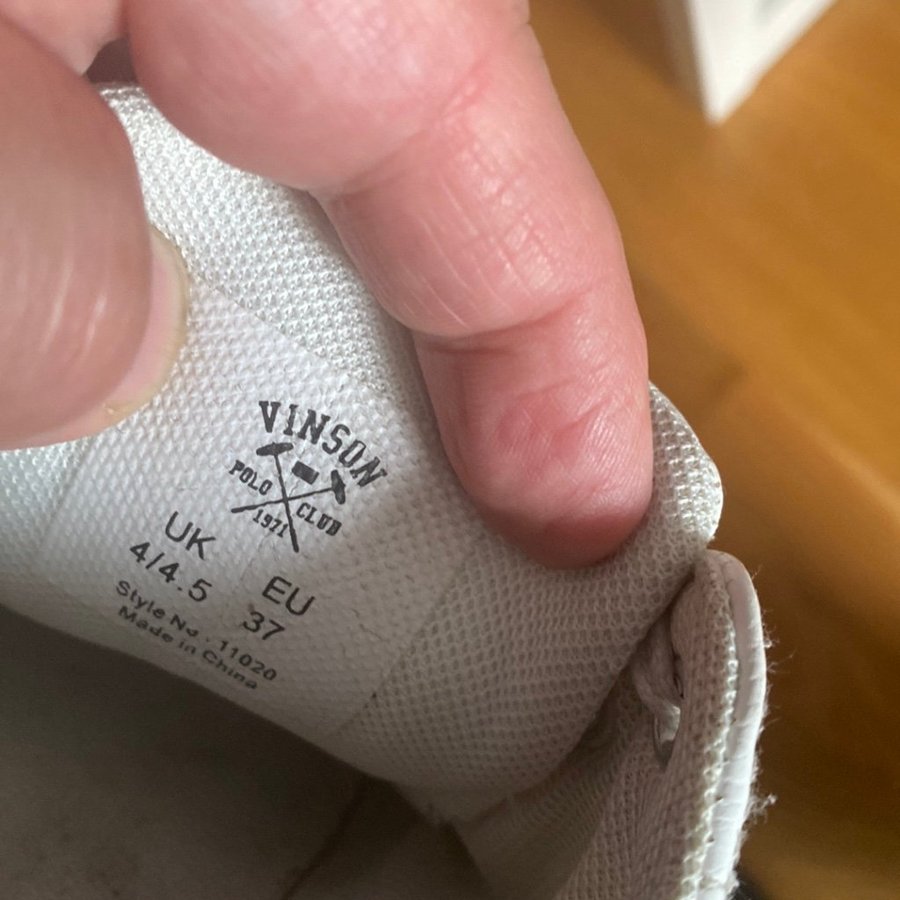 VINSON
POLO CLUB
1971
UK EU
4/4.5 37
Style No. 11020
Made in China